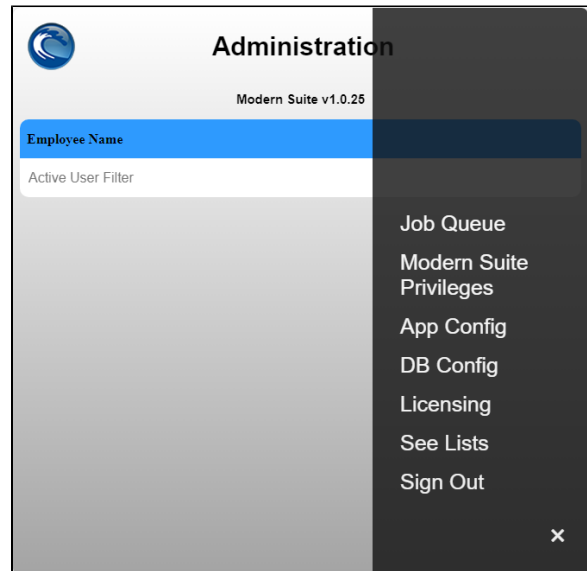 Administration
Modern Suite v1.0.25
Employee Name
Active User Filter
Job Queue
Modern Suite
Privileges
App Config
DB Config
Licensing
See Lists
Sign Out
×